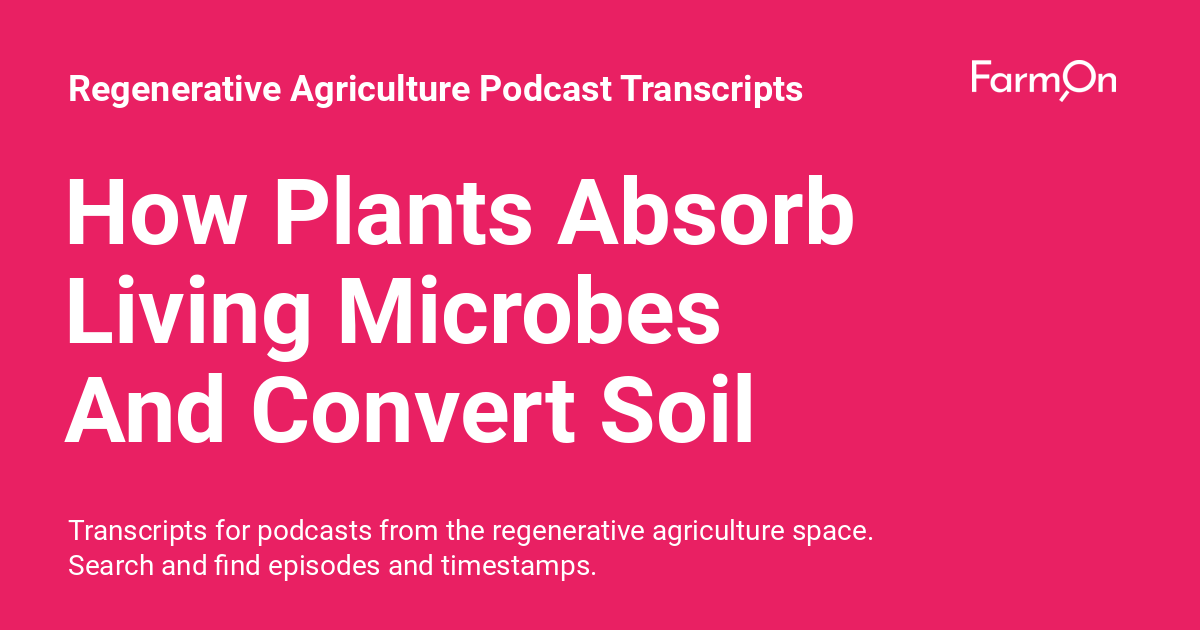 Regenerative Agriculture Podcast Transcripts
FarmOn
How Plants Absorb
Living Microbes
And Convert Soil
Transcripts for podcasts from the regenerative agriculture space.
Search and find episodes and timestamps.